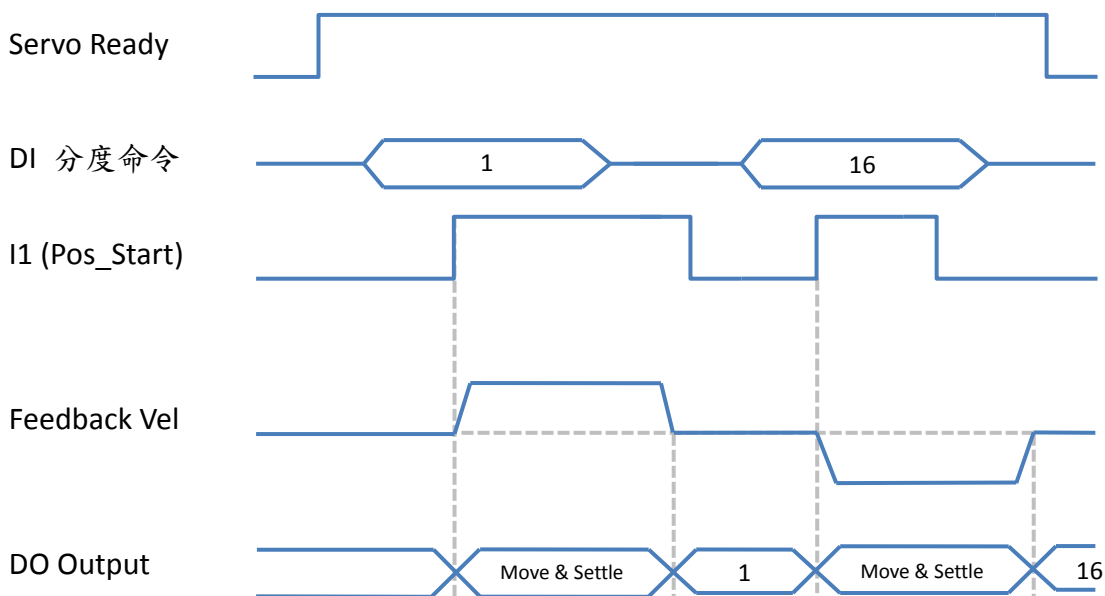 Servo Ready
DI 分度命令
1
16
I1 (Pos_Start)
Feedback Vel
DO Output
Move & Settle
1
Move & Settle
16